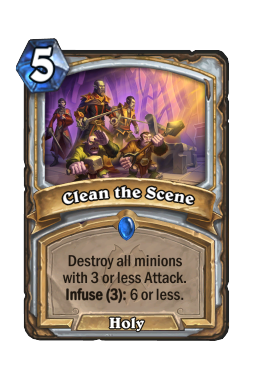 5
Clean the Scene
Destroy all minions
with 3 or less Attack.
Infuse (3): 6 or less.
Holy